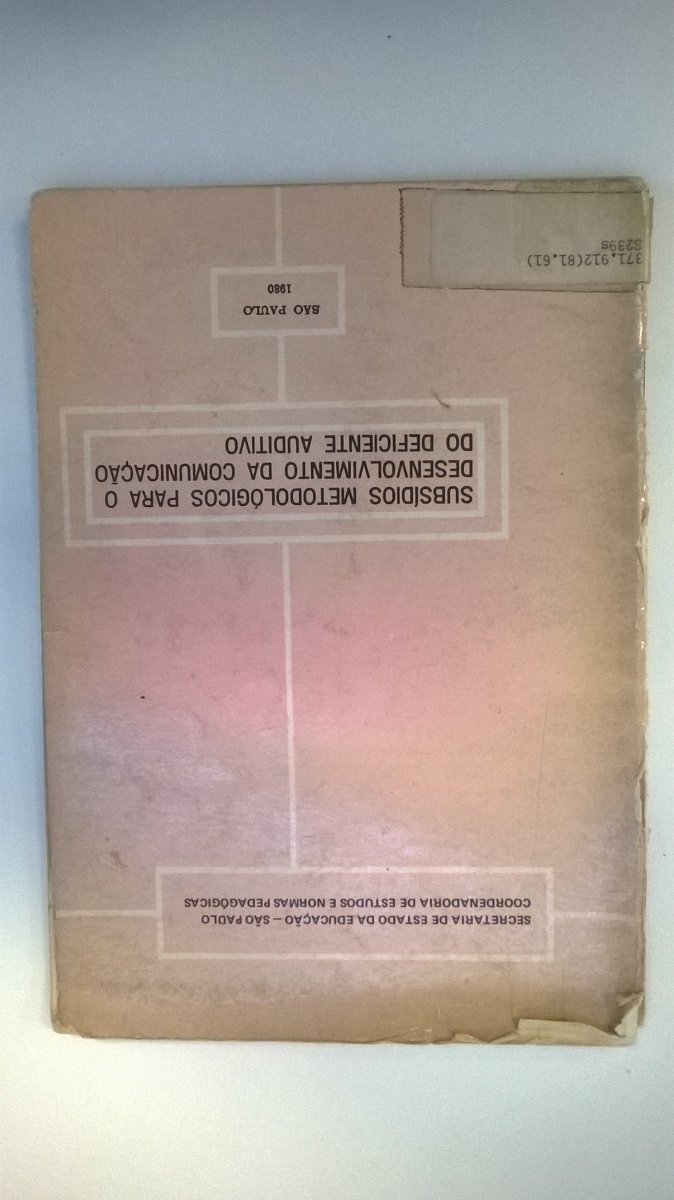 SECRETARIA DE ESTADO DA EDUCAÇÃO – SÃO PAULO
COORDENADORIA DE ESTUDOS E NORMAS PEDAGÓGICAS
SUBSÍDIOS METODOLÓGICOS PARA O
DESENVOLVIMENTO DA COMUNICAÇÃO
DO DEFICIENTE AUDITIVO
SÃO PAULO
1980
371.912(81.61)
S239s